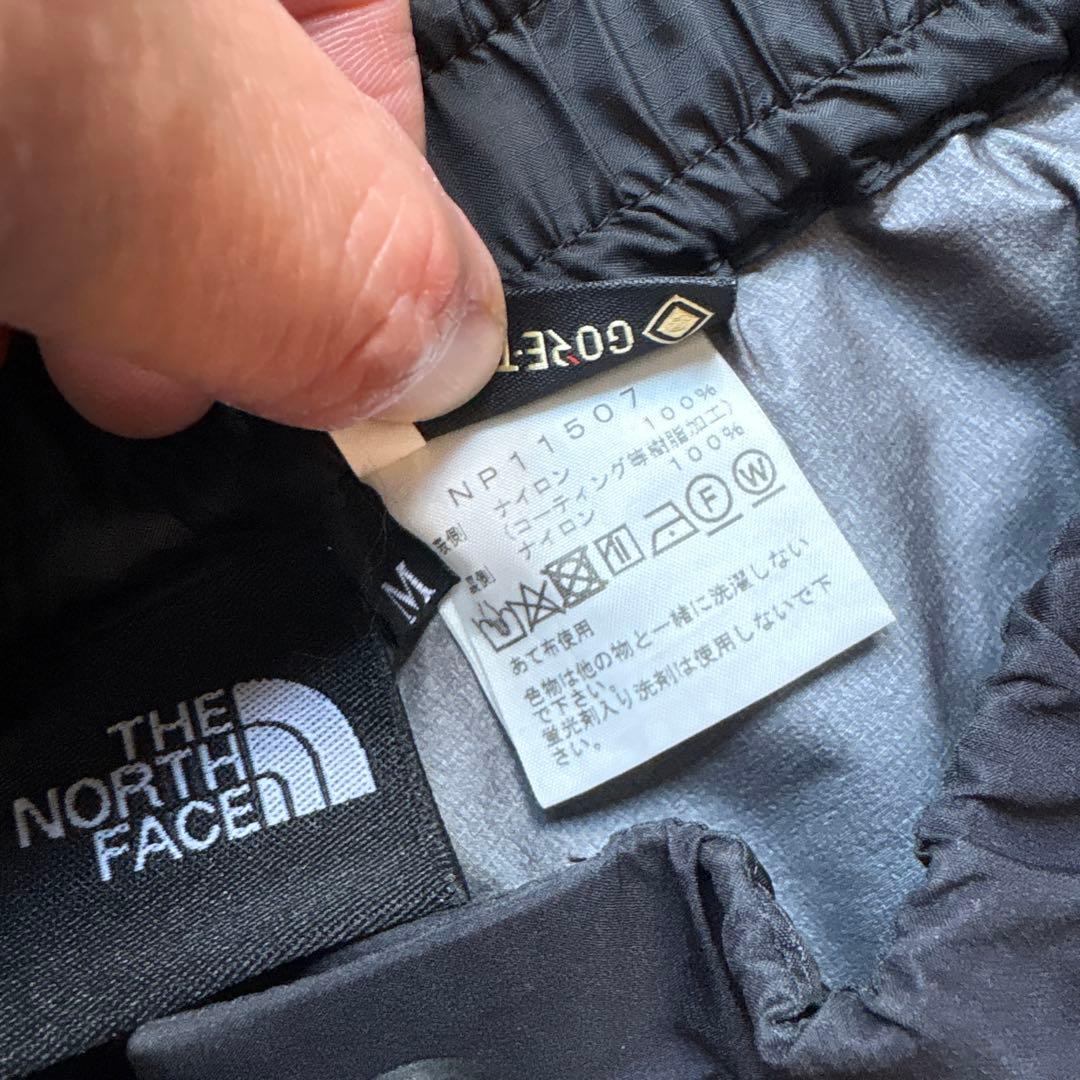 GORE-T
NP11507
表側 ナイロン 100%
(コーティング等樹脂加工)
裏側 ナイロン 100%
F W
あて布使用
色物は他の物と一緒に洗濯しない
で下さい。
蛍光剤入り洗剤は使用しないで下
さい。
M
THE
NORTH
FACE